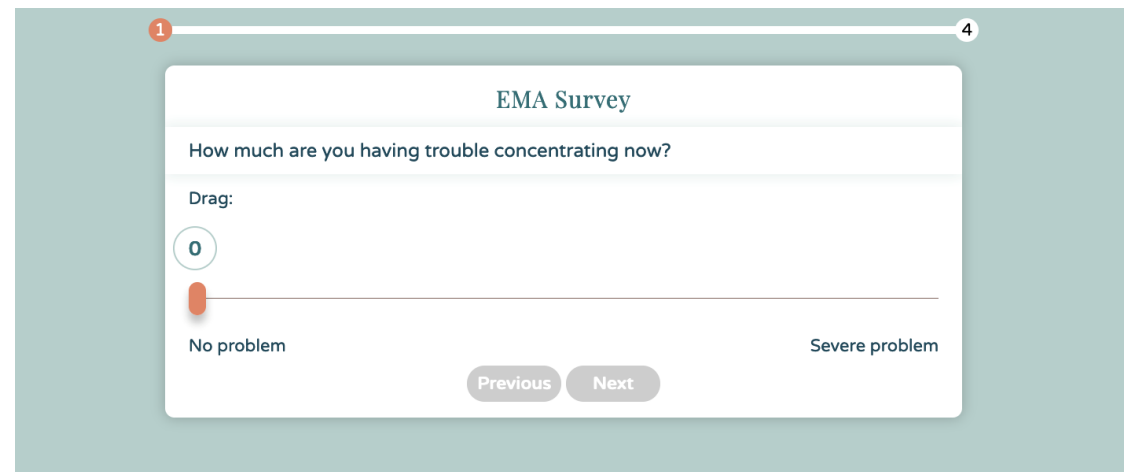 1 4
EMA Survey
How much are you having trouble concentrating now?
Drag:
0
No problem Severe problem
Previous Next